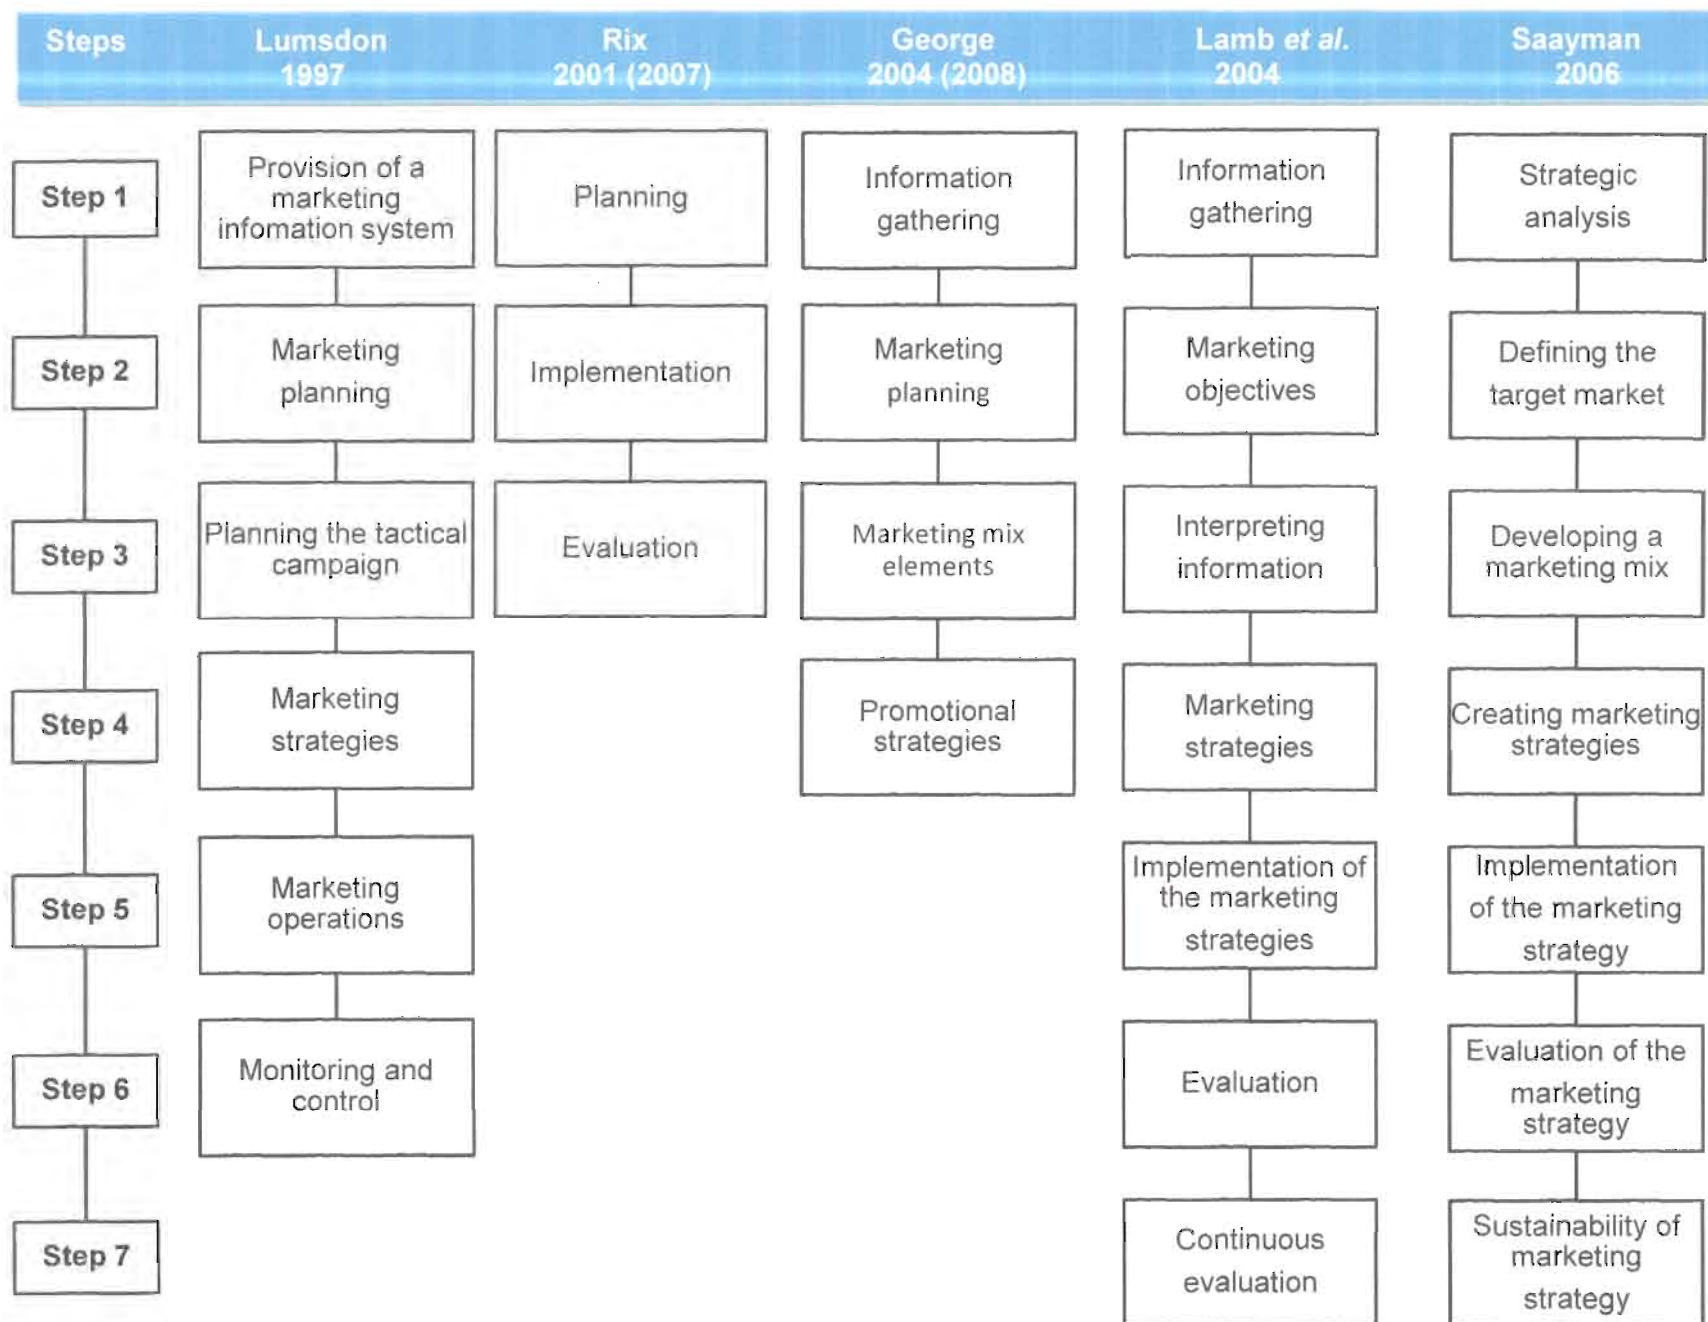 Steps
Lumsdon
1997
Rix
2001 (2007)
George
2004 (2008)
Lamb et al.
2004
Saayman
2006
Step 1
Provision of a
marketing
infomation system
Planning
Information
gathering
Information
gathering
Strategic
analysis
Step 2
Marketing
planning
Implementation
Marketing
planning
Marketing
objectives
Defining the
target market
Step 3
Planning the tactical
campaign
Evaluation
Marketing mix
elements
Interpreting
information
Developing a
marketing mix
Step 4
Marketing
strategies
Promotional
strategies
Marketing
strategies
Creating marketing
strategies
Step 5
Marketing
operations
Implementation of
the marketing
strategies
Implementation
of the marketing
strategy
Step 6
Monitoring and
control
Evaluation
Evaluation of the
marketing
strategy
Step 7
Continuous
evaluation
Sustainability of
marketing
strategy